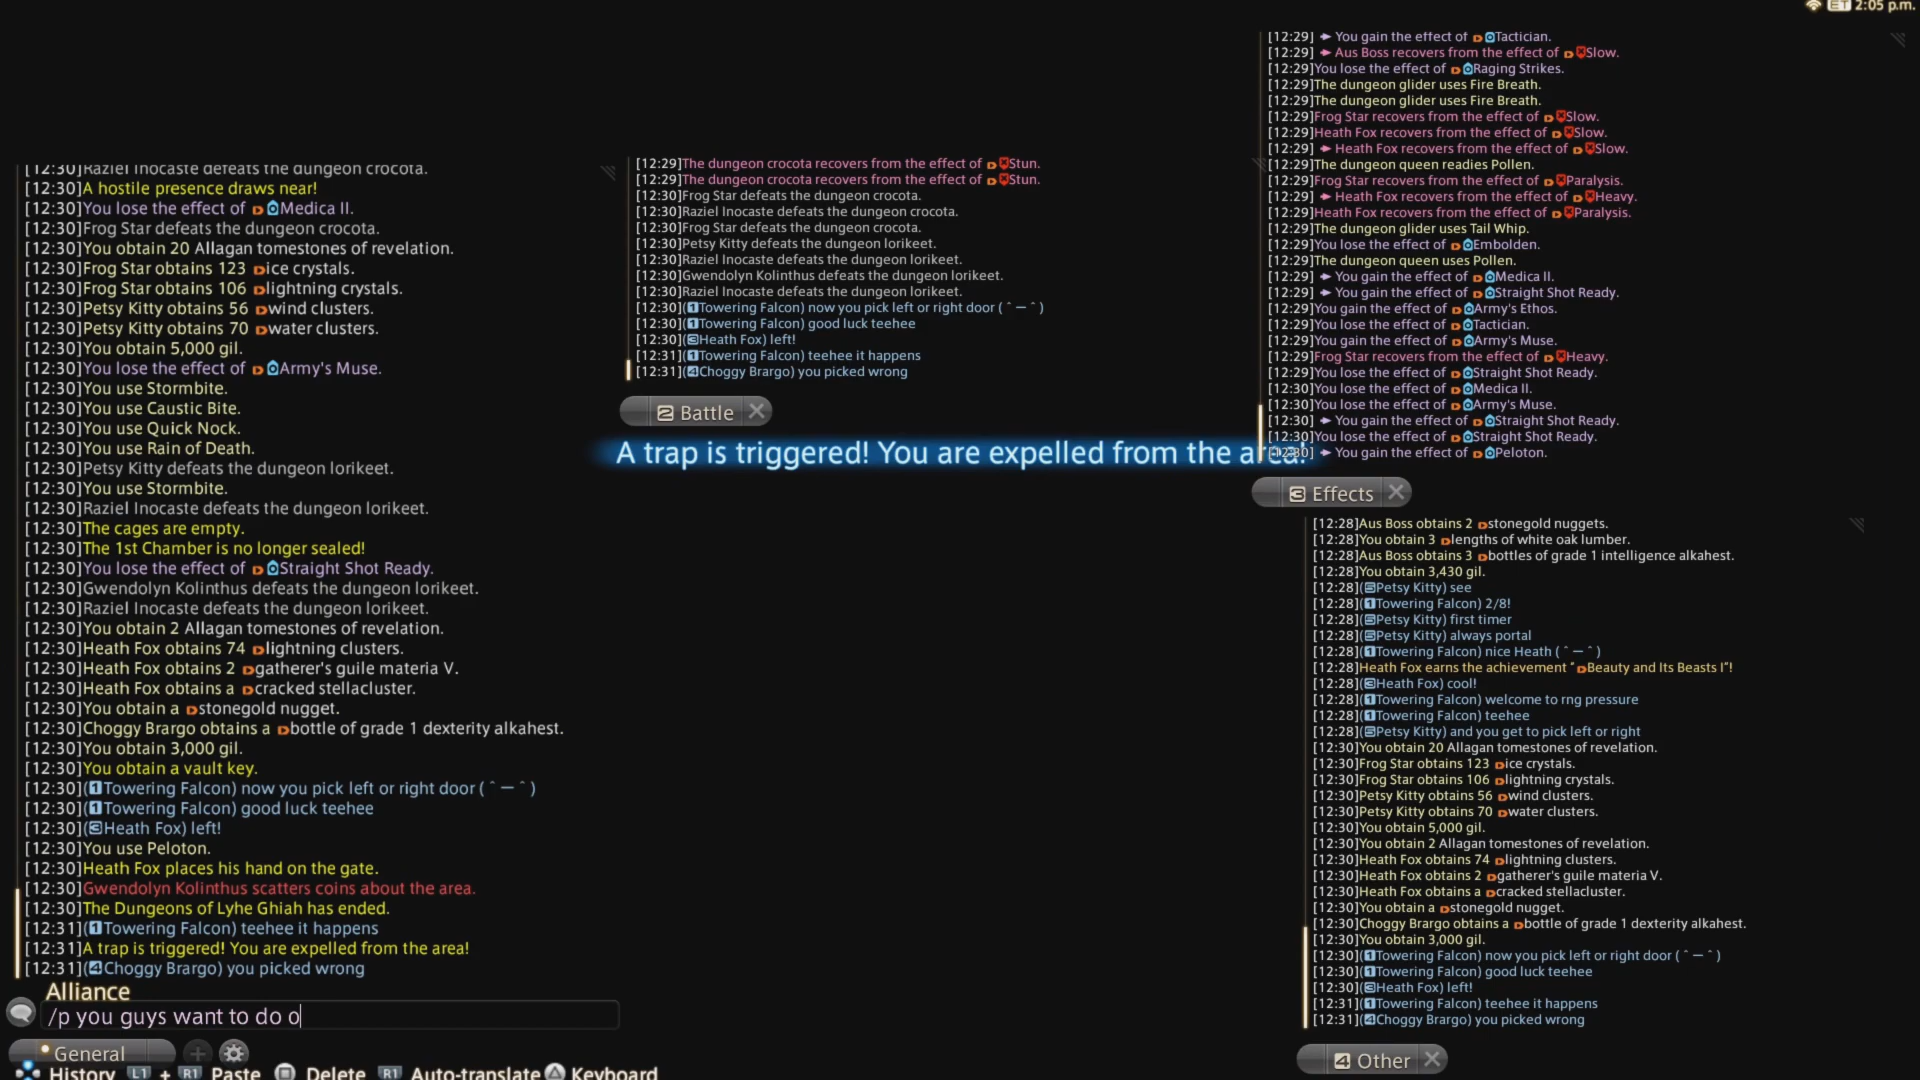 ET 2:05 p.m.
[12:30]Raziel Inocaste defeats the dungeon crocota.
[12:30]A hostile presence draws near!
[12:30]You lose the effect of Medica II.
[12:30]Frog Star defeats the dungeon crocota.
[12:30]You obtain 20 Allagan tomestones of revelation.
[12:30]Frog Star obtains 123 ice crystals.
[12:30]Frog Star obtains 106 lightning crystals.
[12:30]Petsy Kitty obtains 56 wind clusters.
[12:30]Petsy Kitty obtains 70 water clusters.
[12:30]You obtain 5,000 gil.
[12:30]You lose the effect of Army's Muse.
[12:30]You use Stormbite.
[12:30]You use Caustic Bite.
[12:30]You use Quick Nock.
[12:30]You use Rain of Death.
[12:30]Petsy Kitty defeats the dungeon lorikeet.
[12:30]You use Stormbite.
[12:30]Raziel Inocaste defeats the dungeon lorikeet.
[12:30]The cages are empty.
[12:30]The 1st Chamber is no longer sealed!
[12:30]You lose the effect of Straight Shot Ready.
[12:30]Gwendolyn Kolinthus defeats the dungeon lorikeet.
[12:30]Raziel Inocaste defeats the dungeon lorikeet.
[12:30]You obtain 2 Allagan tomestones of revelation.
[12:30]Heath Fox obtains 74 lightning clusters.
[12:30]Heath Fox obtains 2 gatherer's guile materia V.
[12:30]Heath Fox obtains a cracked stellacluster.
[12:30]You obtain a stonegold nugget.
[12:30]Choggy Brargo obtains a bottle of grade 1 dexterity alkahest.
[12:30]You obtain 3,000 gil.
[12:30]You obtain a vault key.
[12:30](1Towering Falcon) now you pick left or right door (ˆ—ˆ)
[12:30](1Towering Falcon) good luck teehee
[12:30](3Heath Fox) left!
[12:30]You use Peloton.
[12:30]Heath Fox places his hand on the gate.
[12:30]Gwendolyn Kolinthus scatters coins about the area.
[12:30]The Dungeons of Lyhe Ghiah has ended.
[12:31](1Towering Falcon) teehee it happens
[12:31]A trap is triggered! You are expelled from the area!
[12:31](4Choggy Brargo) you picked wrong
Alliance
/p you guys want to do o
General
History L1 + R1 Paste Delete R1 Auto-translate Keyboard
[12:29]The dungeon crocota recovers from the effect of Stun.
[12:29]The dungeon crocota recovers from the effect of Stun.
[12:30]Frog Star defeats the dungeon crocota.
[12:30]Raziel Inocaste defeats the dungeon crocota.
[12:30]Frog Star defeats the dungeon crocota.
[12:30]Petsy Kitty defeats the dungeon lorikeet.
[12:30]Raziel Inocaste defeats the dungeon lorikeet.
[12:30]Gwendolyn Kolinthus defeats the dungeon lorikeet.
[12:30]Raziel Inocaste defeats the dungeon lorikeet.
[12:30](1Towering Falcon) now you pick left or right door (ˆ—ˆ)
[12:30](1Towering Falcon) good luck teehee
[12:30](3Heath Fox) left!
[12:31](1Towering Falcon) teehee it happens
[12:31](4Choggy Brargo) you picked wrong
2 Battle
A trap is triggered! You are expelled from the area!
[12:29] You gain the effect of Tactician.
[12:29] Aus Boss recovers from the effect of Slow.
[12:29]You lose the effect of Raging Strikes.
[12:29]The dungeon glider uses Fire Breath.
[12:29]The dungeon glider uses Fire Breath.
[12:29]Frog Star recovers from the effect of Slow.
[12:29]Heath Fox recovers from the effect of Slow.
[12:29] Heath Fox recovers from the effect of Slow.
[12:29]The dungeon queen readies Pollen.
[12:29]Frog Star recovers from the effect of Paralysis.
[12:29] Heath Fox recovers from the effect of Heavy.
[12:29]Heath Fox recovers from the effect of Paralysis.
[12:29]The dungeon glider uses Tail Whip.
[12:29]You lose the effect of Embolden.
[12:29]The dungeon queen uses Pollen.
[12:29] You gain the effect of Medica II.
[12:29] You gain the effect of Straight Shot Ready.
[12:29]You gain the effect of Army's Ethos.
[12:29]You lose the effect of Tactician.
[12:29]You gain the effect of Army's Muse.
[12:29]Frog Star recovers from the effect of Heavy.
[12:29]You lose the effect of Straight Shot Ready.
[12:30]You lose the effect of Medica II.
[12:30]You lose the effect of Army's Muse.
[12:30] You gain the effect of Straight Shot Ready.
[12:30]You lose the effect of Straight Shot Ready.
[12:30] You gain the effect of Peloton.
3 Effects
[12:28]Aus Boss obtains 2 stonegold nuggets.
[12:28]You obtain 3 lengths of white oak lumber.
[12:28]Aus Boss obtains 3 bottles of grade 1 intelligence alkahest.
[12:28]You obtain 3,430 gil.
[12:28](5Petsy Kitty) see
[12:28](1Towering Falcon) 2/8!
[12:28](5Petsy Kitty) first timer
[12:28](5Petsy Kitty) always portal
[12:28](1Towering Falcon) nice Heath (ˆ—ˆ)
[12:28]Heath Fox earns the achievement "Beauty and Its Beasts I"!
[12:28](3Heath Fox) cool!
[12:28](1Towering Falcon) welcome to rng pressure
[12:28](1Towering Falcon) teehee
[12:28](5Petsy Kitty) and you get to pick left or right
[12:30]You obtain 20 Allagan tomestones of revelation.
[12:30]Frog Star obtains 123 ice crystals.
[12:30]Frog Star obtains 106 lightning crystals.
[12:30]Petsy Kitty obtains 56 wind clusters.
[12:30]Petsy Kitty obtains 70 water clusters.
[12:30]You obtain 5,000 gil.
[12:30]You obtain 2 Allagan tomestones of revelation.
[12:30]Heath Fox obtains 74 lightning clusters.
[12:30]Heath Fox obtains 2 gatherer's guile materia V.
[12:30]Heath Fox obtains a cracked stellacluster.
[12:30]You obtain a stonegold nugget.
[12:30]Choggy Brargo obtains a bottle of grade 1 dexterity alkahest.
[12:30]You obtain 3,000 gil.
[12:30](1Towering Falcon) now you pick left or right door (ˆ—ˆ)
[12:30](1Towering Falcon) good luck teehee
[12:30](3Heath Fox) left!
[12:31](1Towering Falcon) teehee it happens
[12:31](4Choggy Brargo) you picked wrong
4 Other